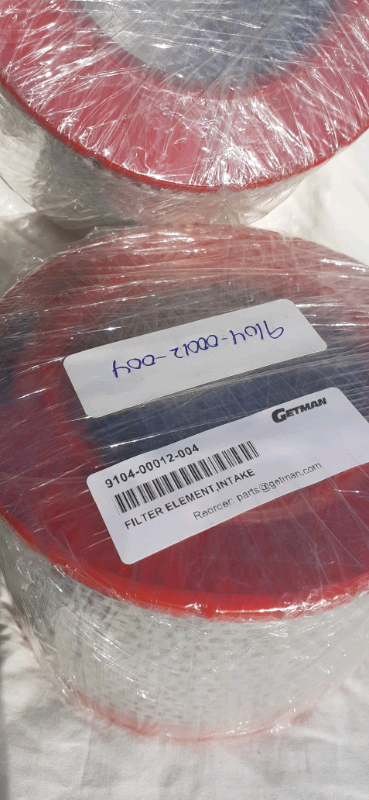 9104-00012-004
GETMAN
9104-00012-004
FILTER ELEMENT,INTAKE
Reorder: parts@getman.com